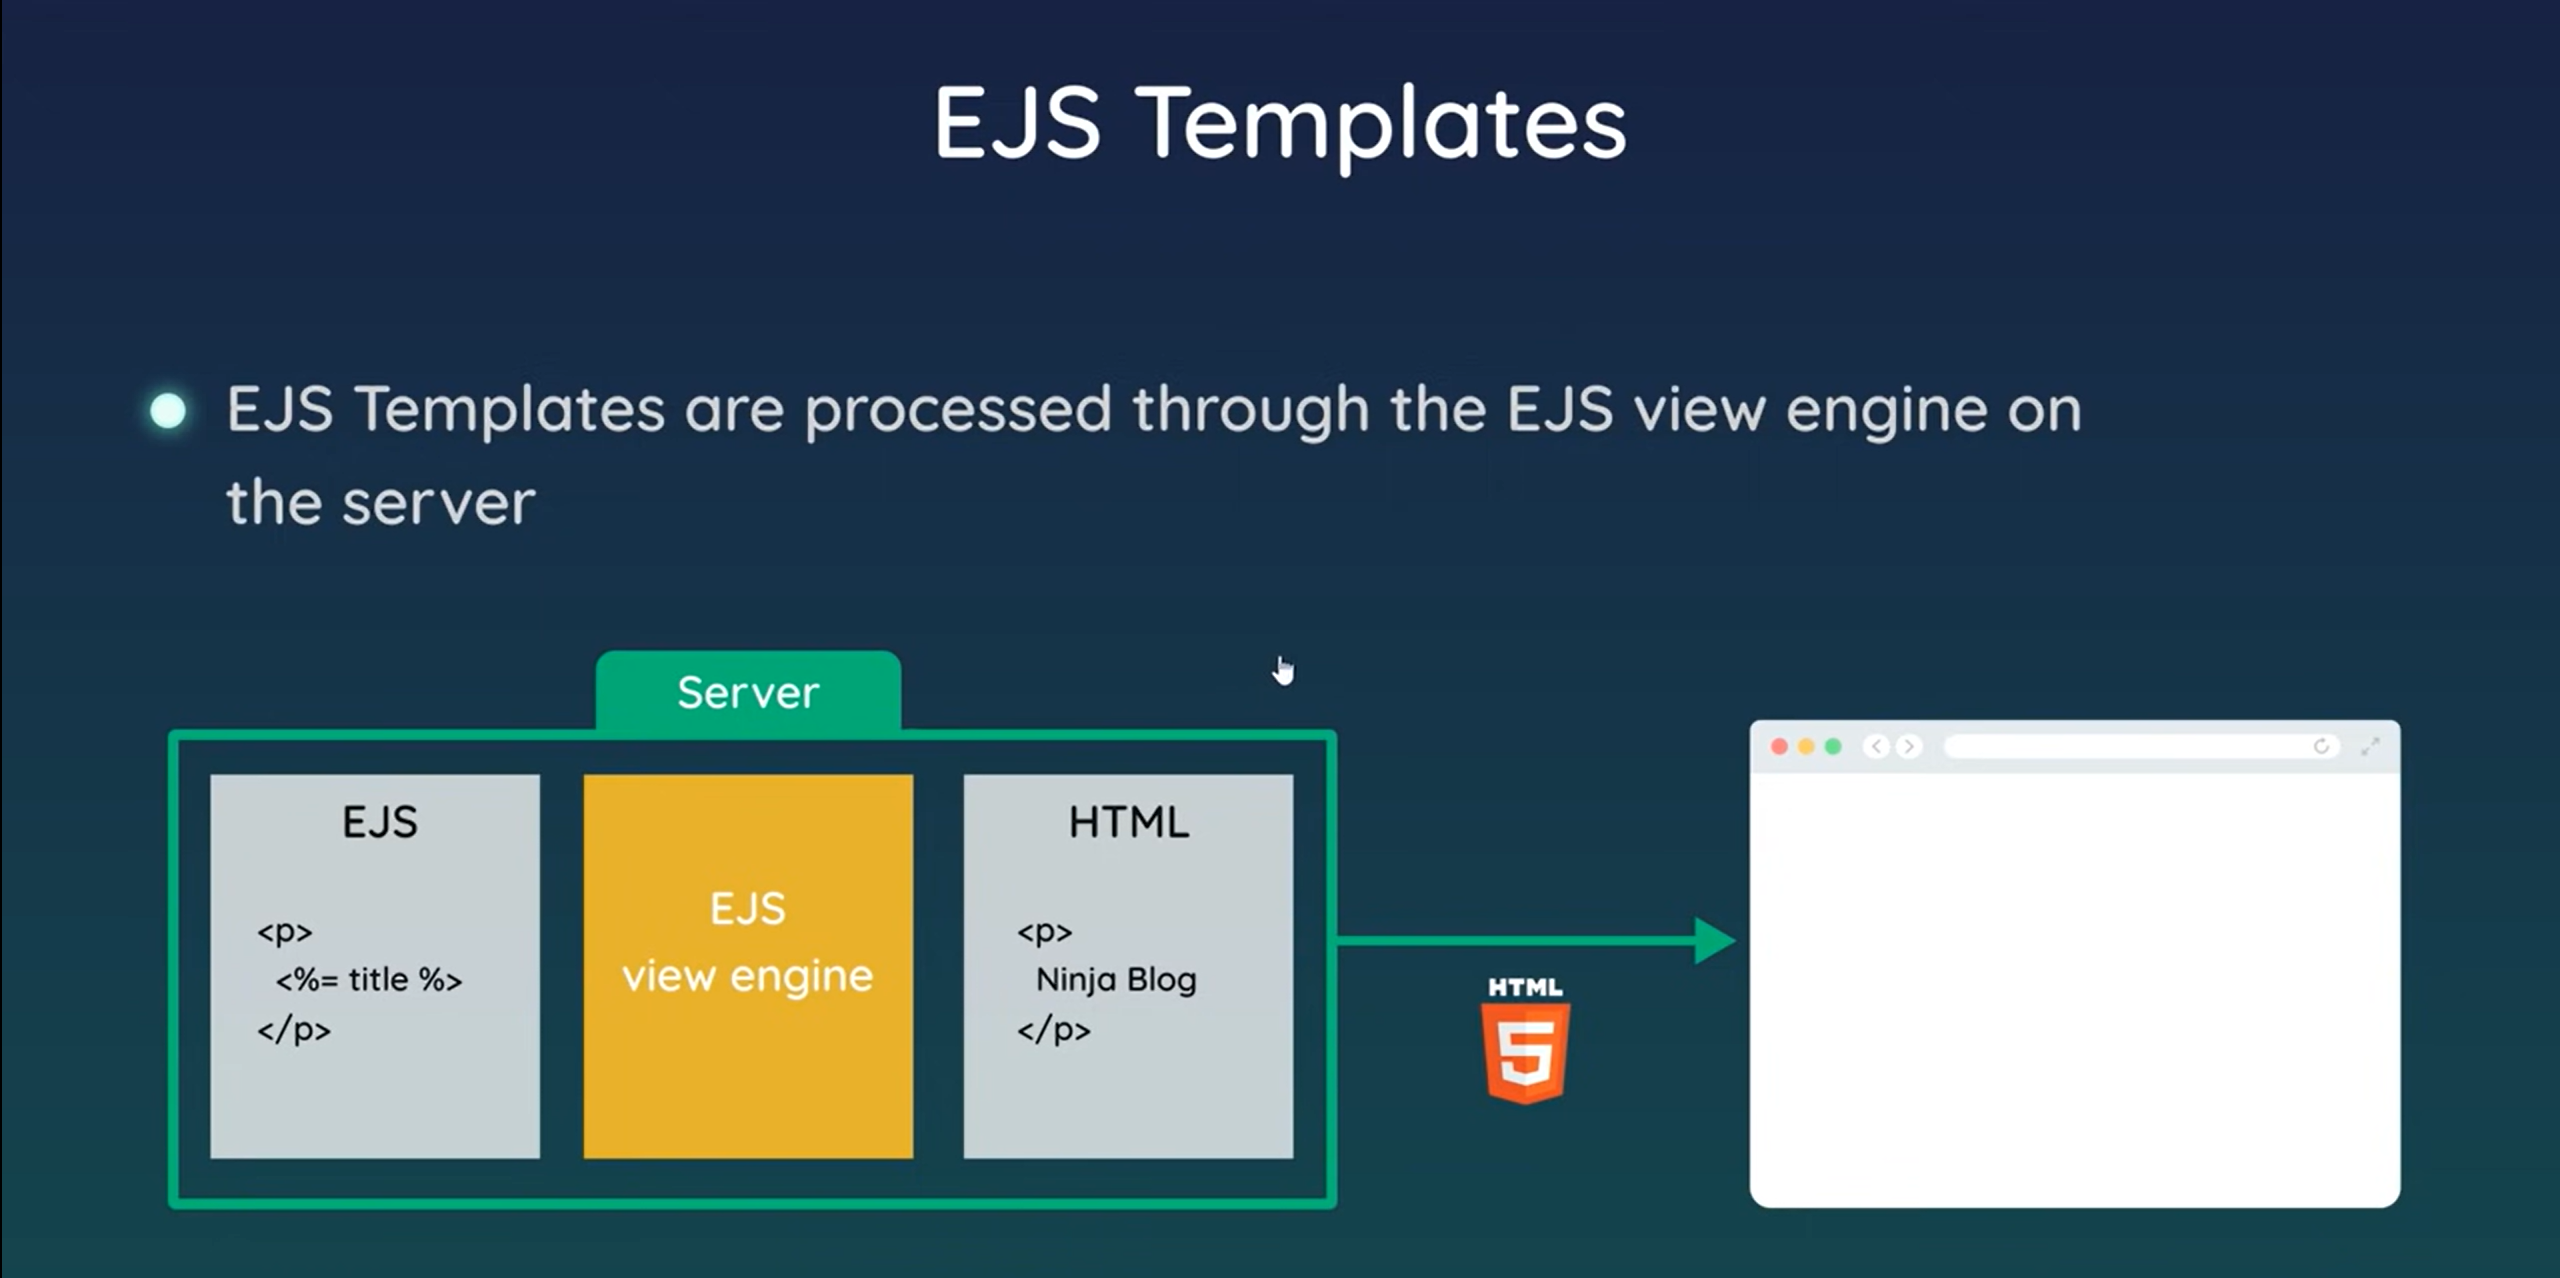 EJS Templates
EJS Templates are processed through the EJS view engine on
the server
Server
EJS
<p>
<%= title %>
</p>
EJS
view engine
HTML
<p>
Ninja Blog
</p>
HTML
5